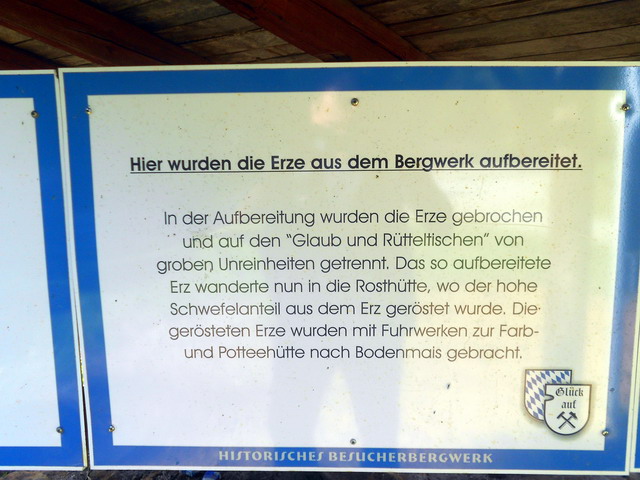 Hier wurden die Erze aus dem Bergwerk aufbereitet.
In der Aufbereitung wurden die Erze gebrochen
und auf den "Glaub und Rütteltischen" von
groben Unreinheiten getrennt. Das so aufbereitete
Erz wanderte nun in die Rosthütte, wo der hohe
Schwefelanteil aus dem Erz geröstet wurde. Die
gerösteten Erze wurden mit Fuhrwerken zur Farb-
und Potteehütte nach Bodenmais gebracht.
Glück
auf
HISTORISCHES BESUCHERBERGWERK